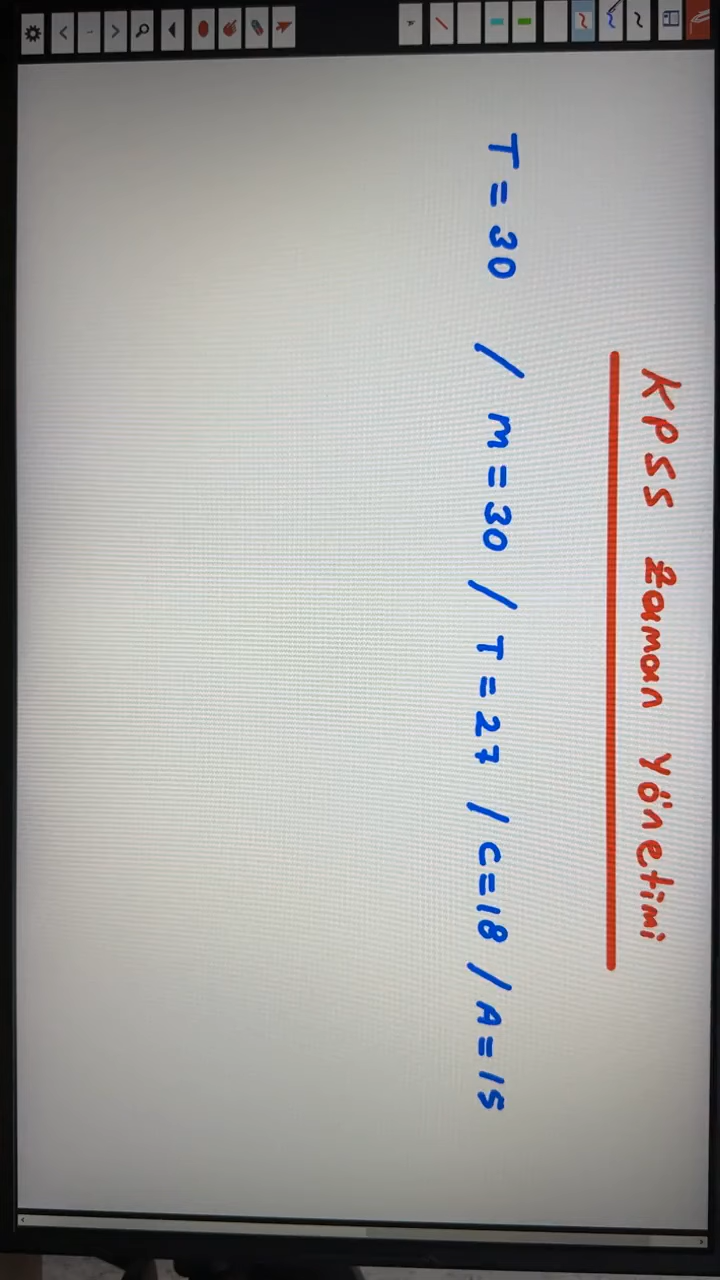 KPSS Zaman Yönetimi
T = 30 / m = 30 / T = 27 / C = 18 / A = 15